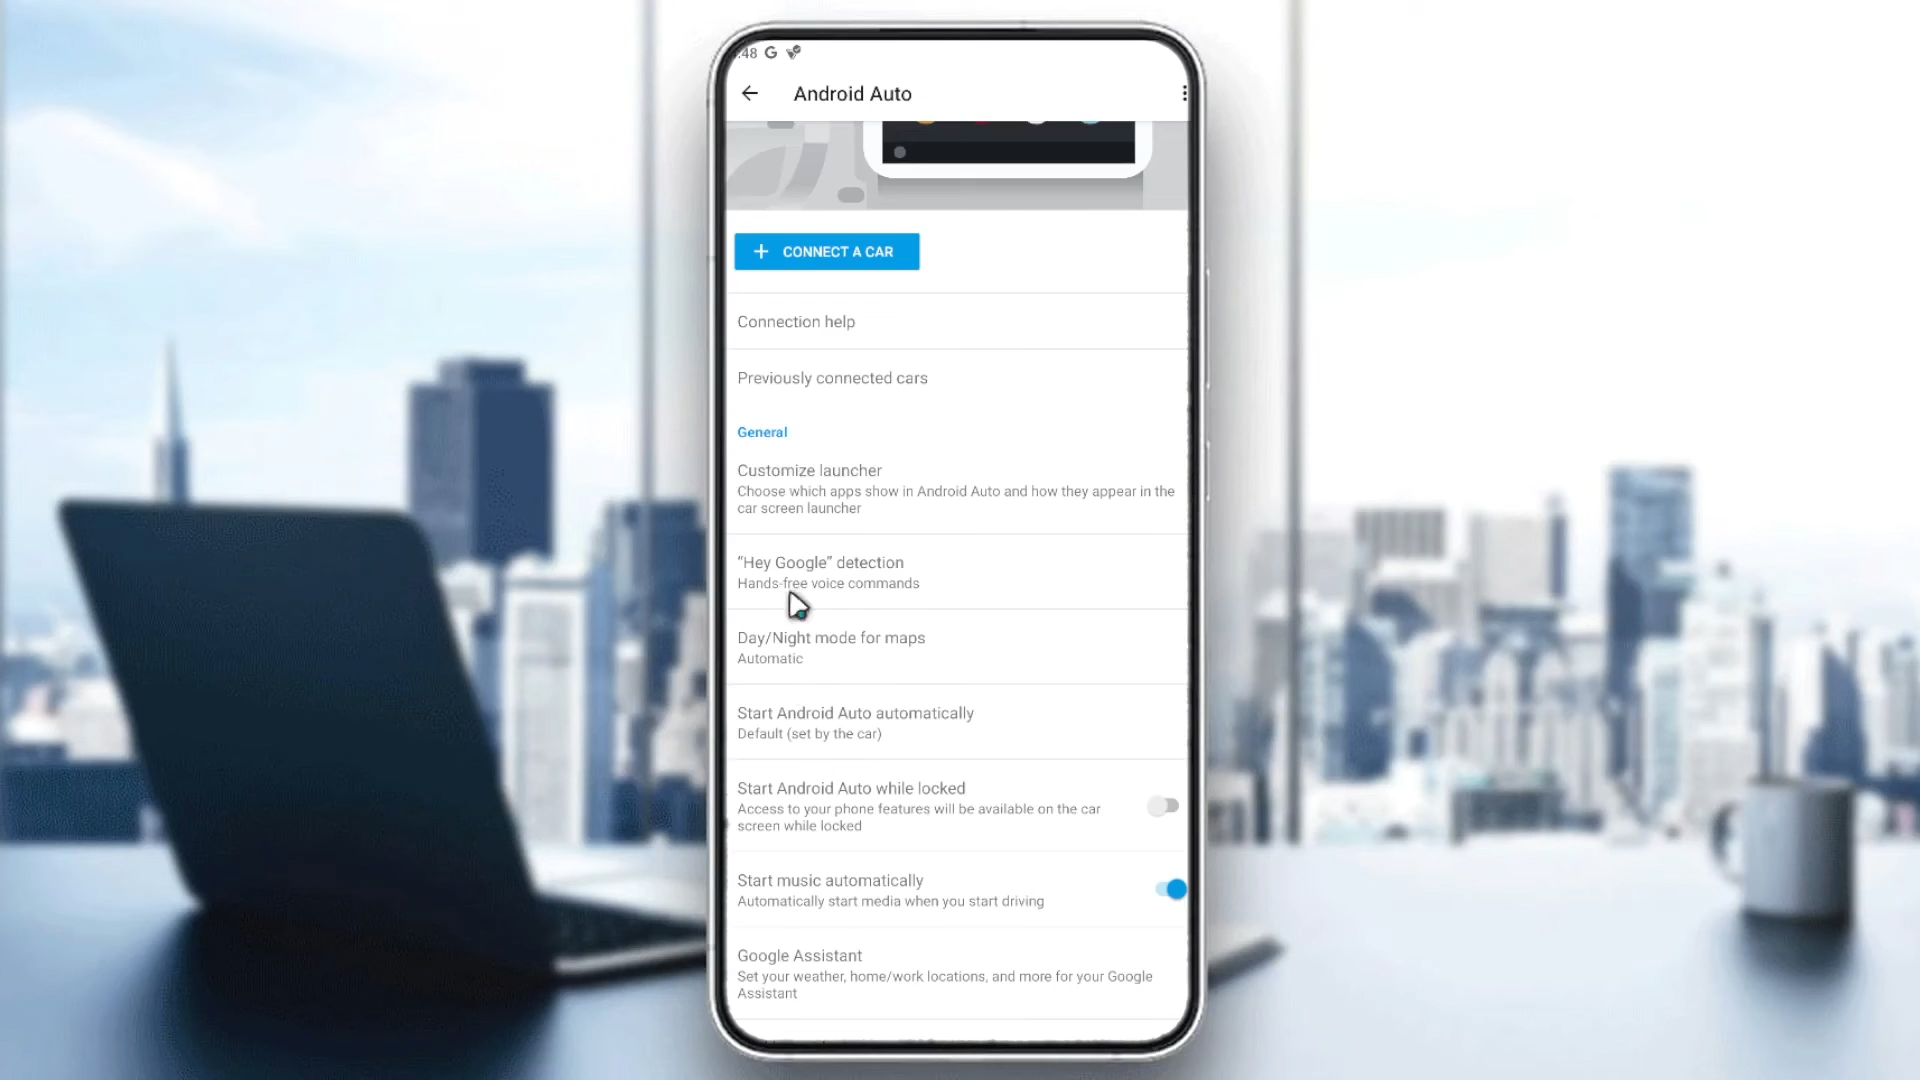 :48 G
Android Auto
+ CONNECT A CAR
Connection help
Previously connected cars
General
Customize launcher
Choose which apps show in Android Auto and how they appear in the
car screen launcher
“Hey Google” detection
Hands-free voice commands
Day/Night mode for maps
Automatic
Start Android Auto automatically
Default (set by the car)
Start Android Auto while locked
Access to your phone features will be available on the car
screen while locked
Start music automatically
Automatically start media when you start driving
Google Assistant
Set your weather, home/work locations, and more for your Google
Assistant